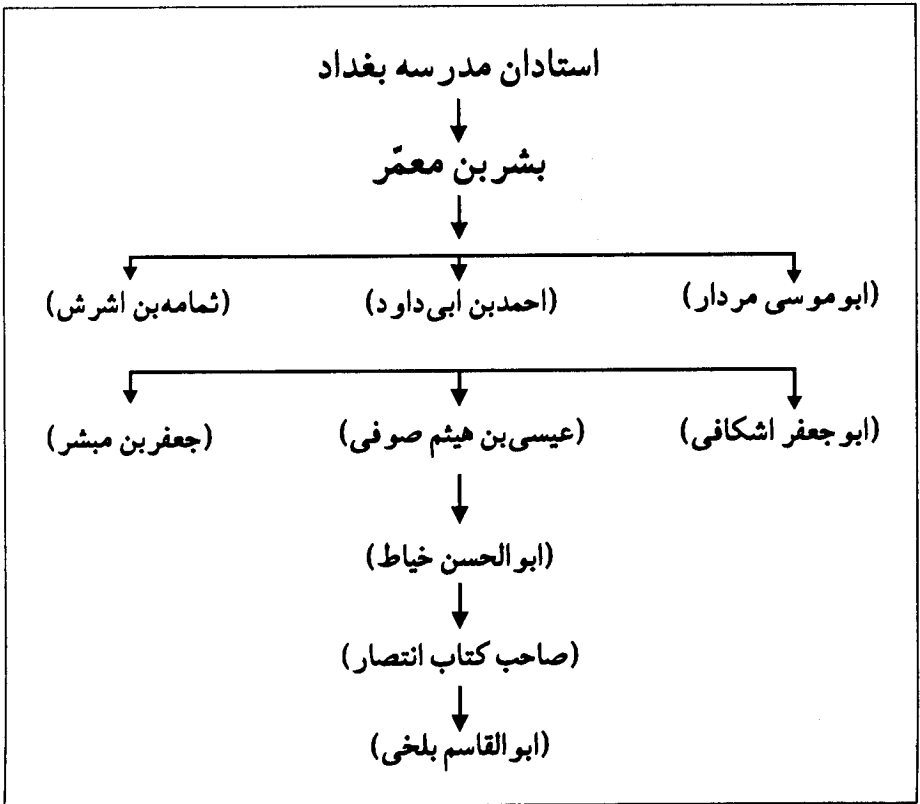 استادان مدرسه بغداد
بشربن معمّر
(ابوموسی مردار) (احمدبن ابی‌داود) (ثمامه‌بن اشرش)
(ابوجعفر اشکافی) (عیسی‌بن هیثم صوفی) (جعفربن مبشر)
(ابوالحسن خیاط)
(صاحب کتاب انتصار)
(ابوالقاسم بلخی)